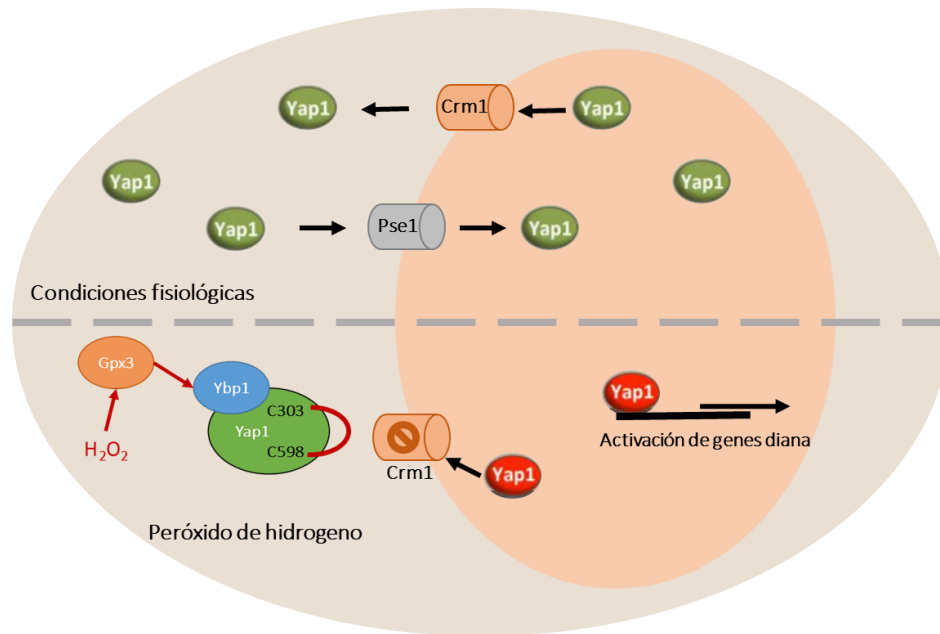 Yap1
Crm1
Yap1
Yap1
Yap1
Yap1
Pse1
Yap1
Condiciones fisiológicas
Gpx3
Ybp1
C303
Yap1
C598
H₂O₂
Crm1
Yap1
Yap1
Activación de genes diana
Peróxido de hidrogeno